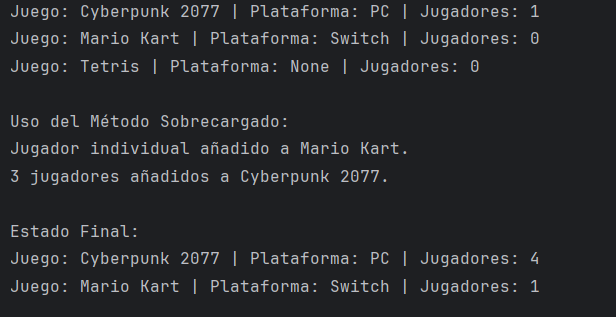 Juego: Cyberpunk 2077 | Plataforma: PC | Jugadores: 1
Juego: Mario Kart | Plataforma: Switch | Jugadores: 0
Juego: Tetris | Plataforma: None | Jugadores: 0
Uso del Método Sobrecargado:
Jugador individual añadido a Mario Kart.
3 jugadores añadidos a Cyberpunk 2077.
Estado Final:
Juego: Cyberpunk 2077 | Plataforma: PC | Jugadores: 4
Juego: Mario Kart | Plataforma: Switch | Jugadores: 1